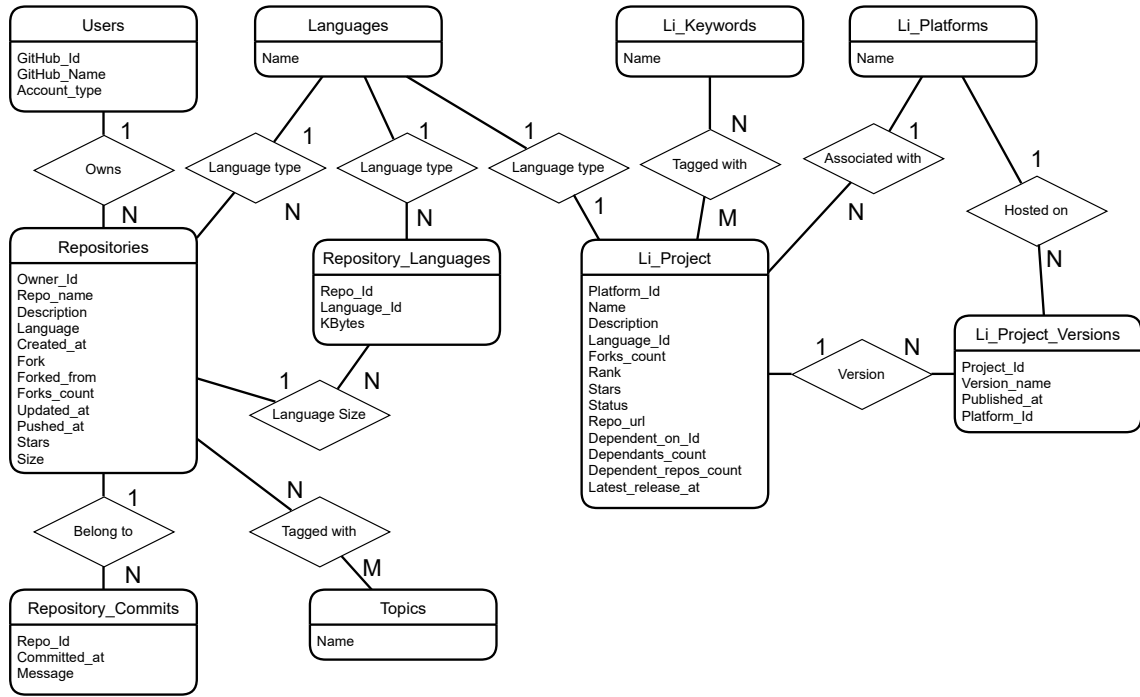 Users
GitHub_Id
GitHub_Name
Account_type
Languages
Name
Li_Keywords
Name
Li_Platforms
Name
1
Owns
N
1
Language type
N
1
Language type
N
1
Language type
1
N
Tagged with
M
1
Associated with
N
1
Hosted on
N
Repositories
Owner_Id
Repo_name
Description
Language
Created_at
Fork
Forked_from
Forks_count
Updated_at
Pushed_at
Stars
Size
Repository_Languages
Repo_Id
Language_Id
KBytes
1
N
Language Size
Li_Project
Platform_Id
Name
Description
Language_Id
Forks_count
Rank
Stars
Status
Repo_url
Dependent_on_Id
Dependants_count
Dependent_repos_count
Latest_release_at
1
N
Version
Li_Project_Versions
Project_Id
Version_name
Published_at
Platform_Id
1
Belong to
N
N
Tagged with
M
Repository_Commits
Repo_Id
Committed_at
Message
Topics
Name